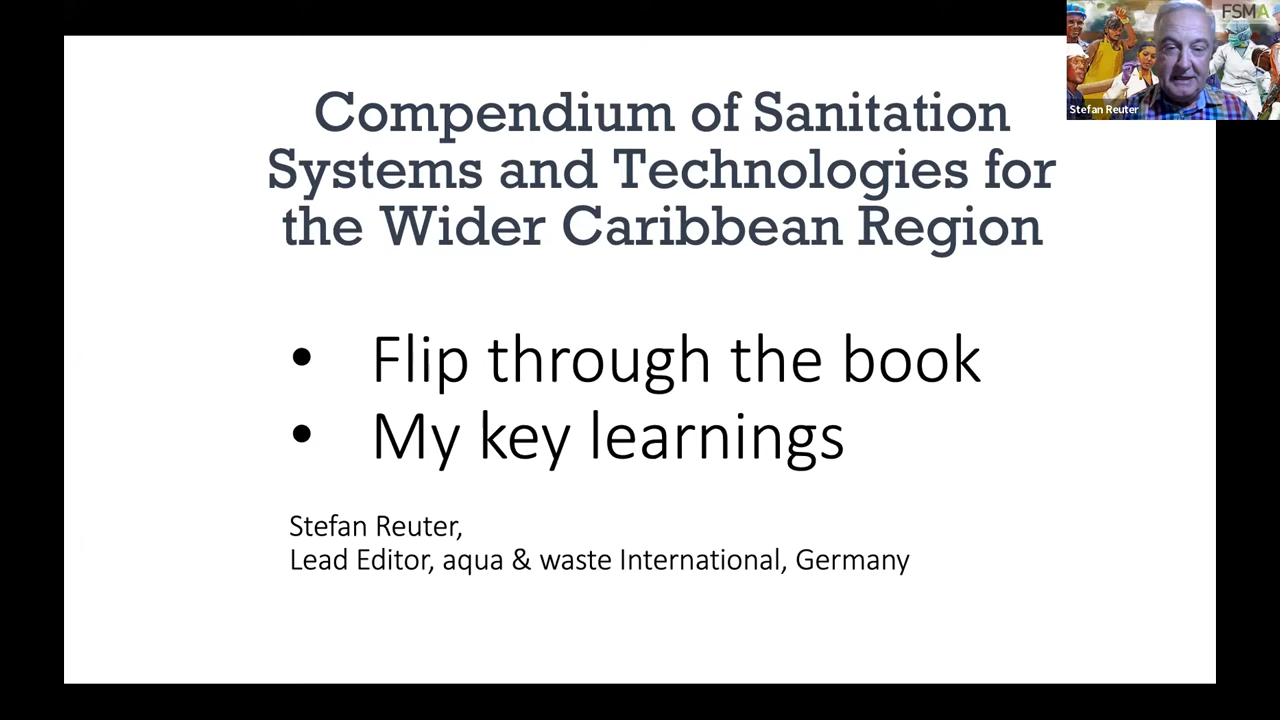 FSMA
Stefan Reuter
Compendium of Sanitation
Systems and Technologies for
the Wider Caribbean Region
• Flip through the book
• My key learnings
Stefan Reuter,
Lead Editor, aqua & waste International, Germany